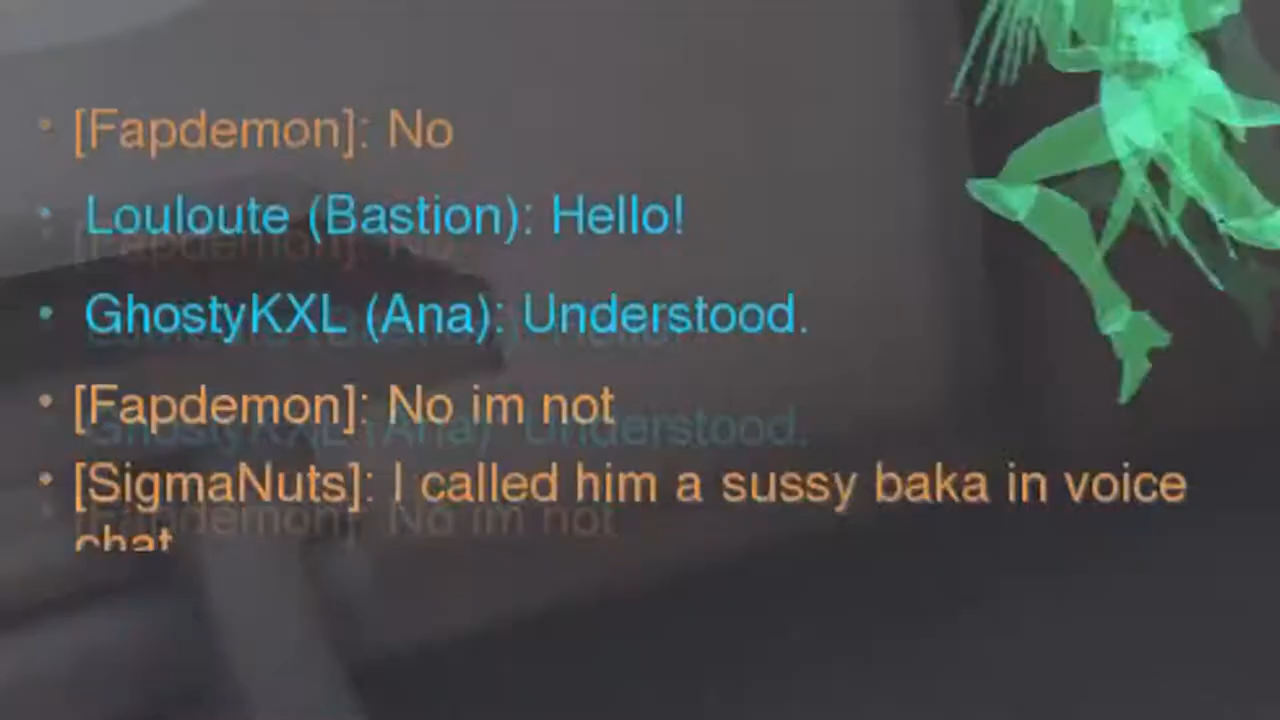 [Fapdemon]: No
Louloute (Bastion): Hello!
GhostyKXL (Ana): Understood.
[Fapdemon]: No im not
[SigmaNuts]: I called him a sussy baka in voice
chat